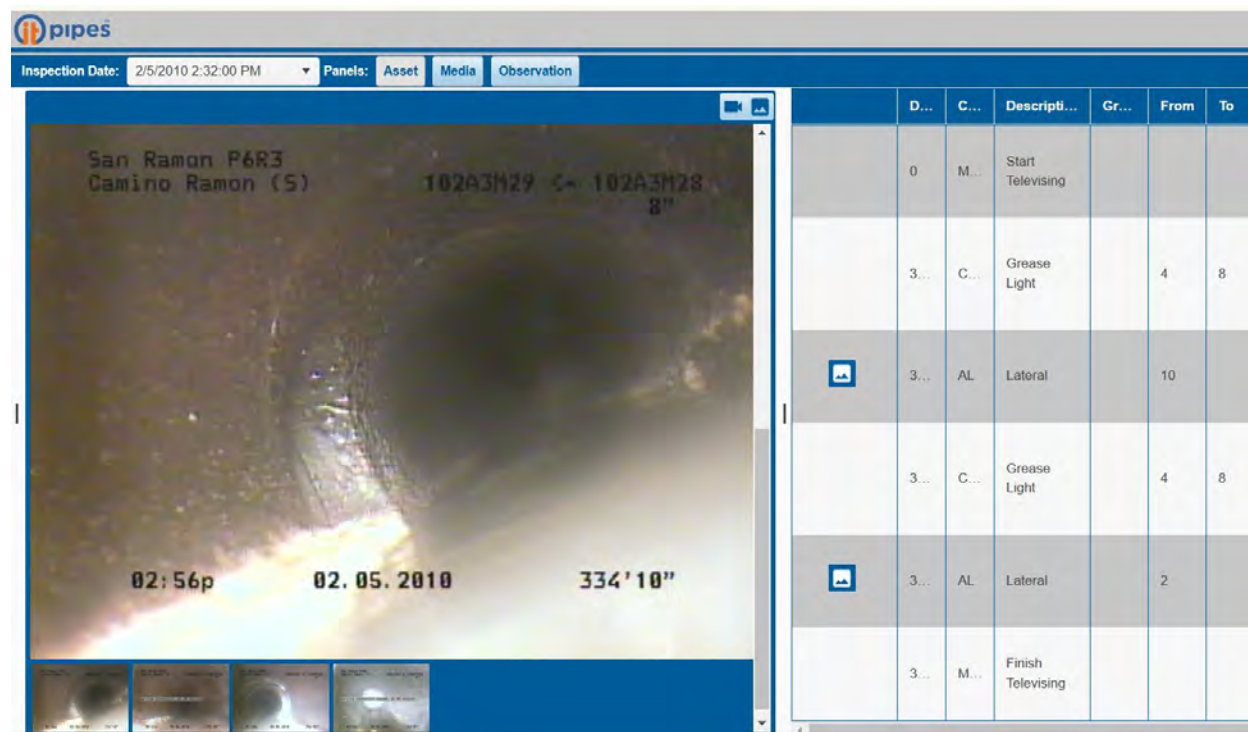 itpipes
Inspection Date: 2/5/2010 2:32:00 PM Panels: Asset Media Observation
San Ramon P6R3
Camino Ramon (S) 102A3M29 <- 102A3M28
8"
02:56p 02.05.2010 334'10"
D... C... Descripti... Gr... From To
0 M... Start
Televising
3... C... Grease
Light 4 8
3... AL Lateral 10
3... C... Grease
Light 4 8
3... AL Lateral 2
3... M... Finish
Televising